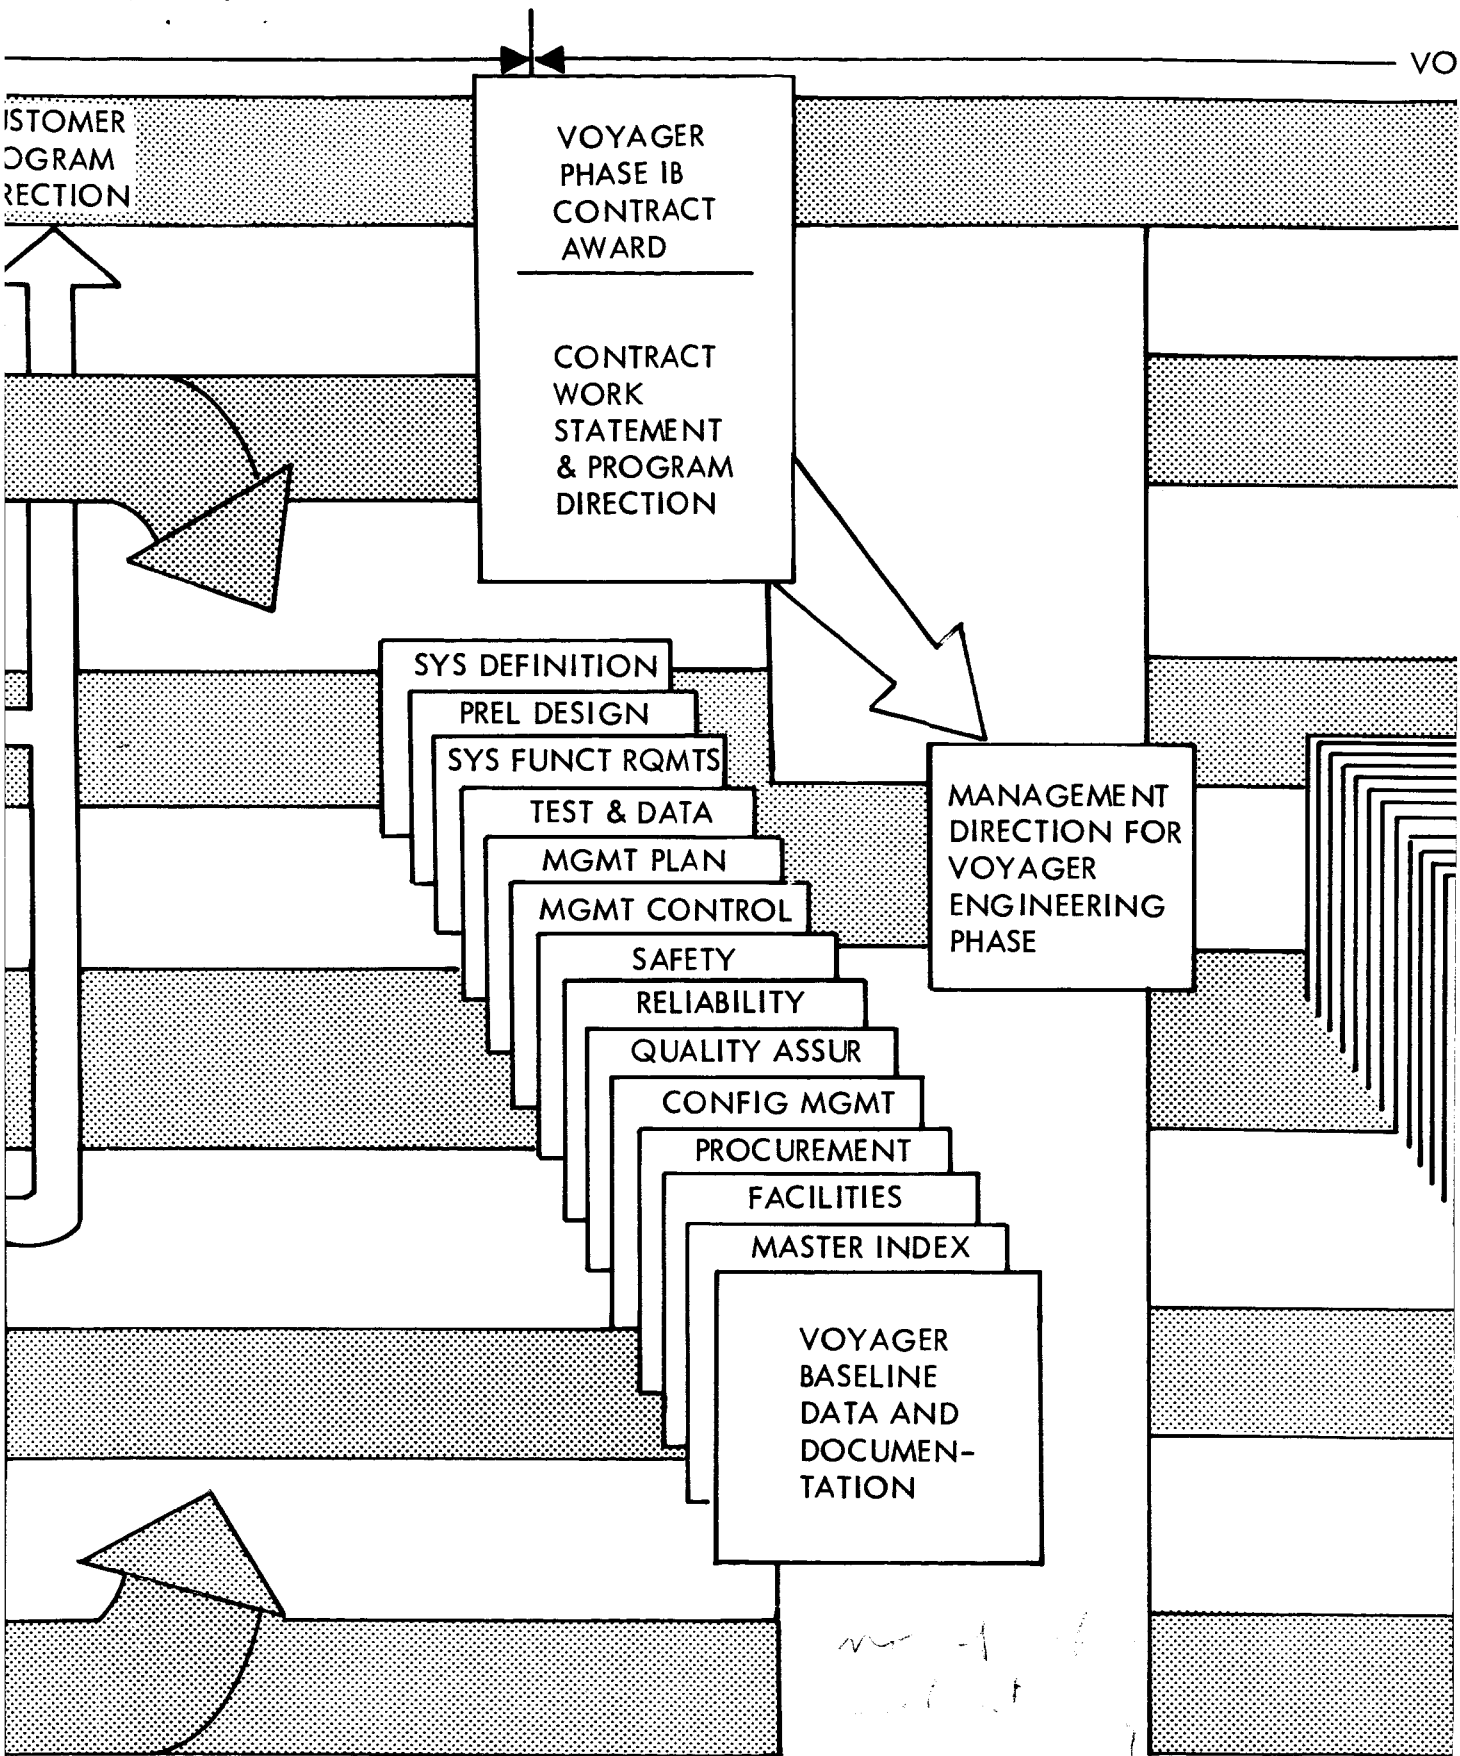 VO
USTOMER
OGRAM
RECTION
VOYAGER
PHASE IB
CONTRACT
AWARD
CONTRACT
WORK
STATEMENT
& PROGRAM
DIRECTION
SYS DEFINITION
PREL DESIGN
SYS FUNCT RQMTS
TEST & DATA
MGMT PLAN
MGMT CONTROL
SAFETY
RELIABILITY
QUALITY ASSUR
CONFIG MGMT
PROCUREMENT
FACILITIES
MASTER INDEX
VOYAGER
BASELINE
DATA AND
DOCUMEN-
TATION
MANAGEMENT
DIRECTION FOR
VOYAGER
ENGINEERING
PHASE